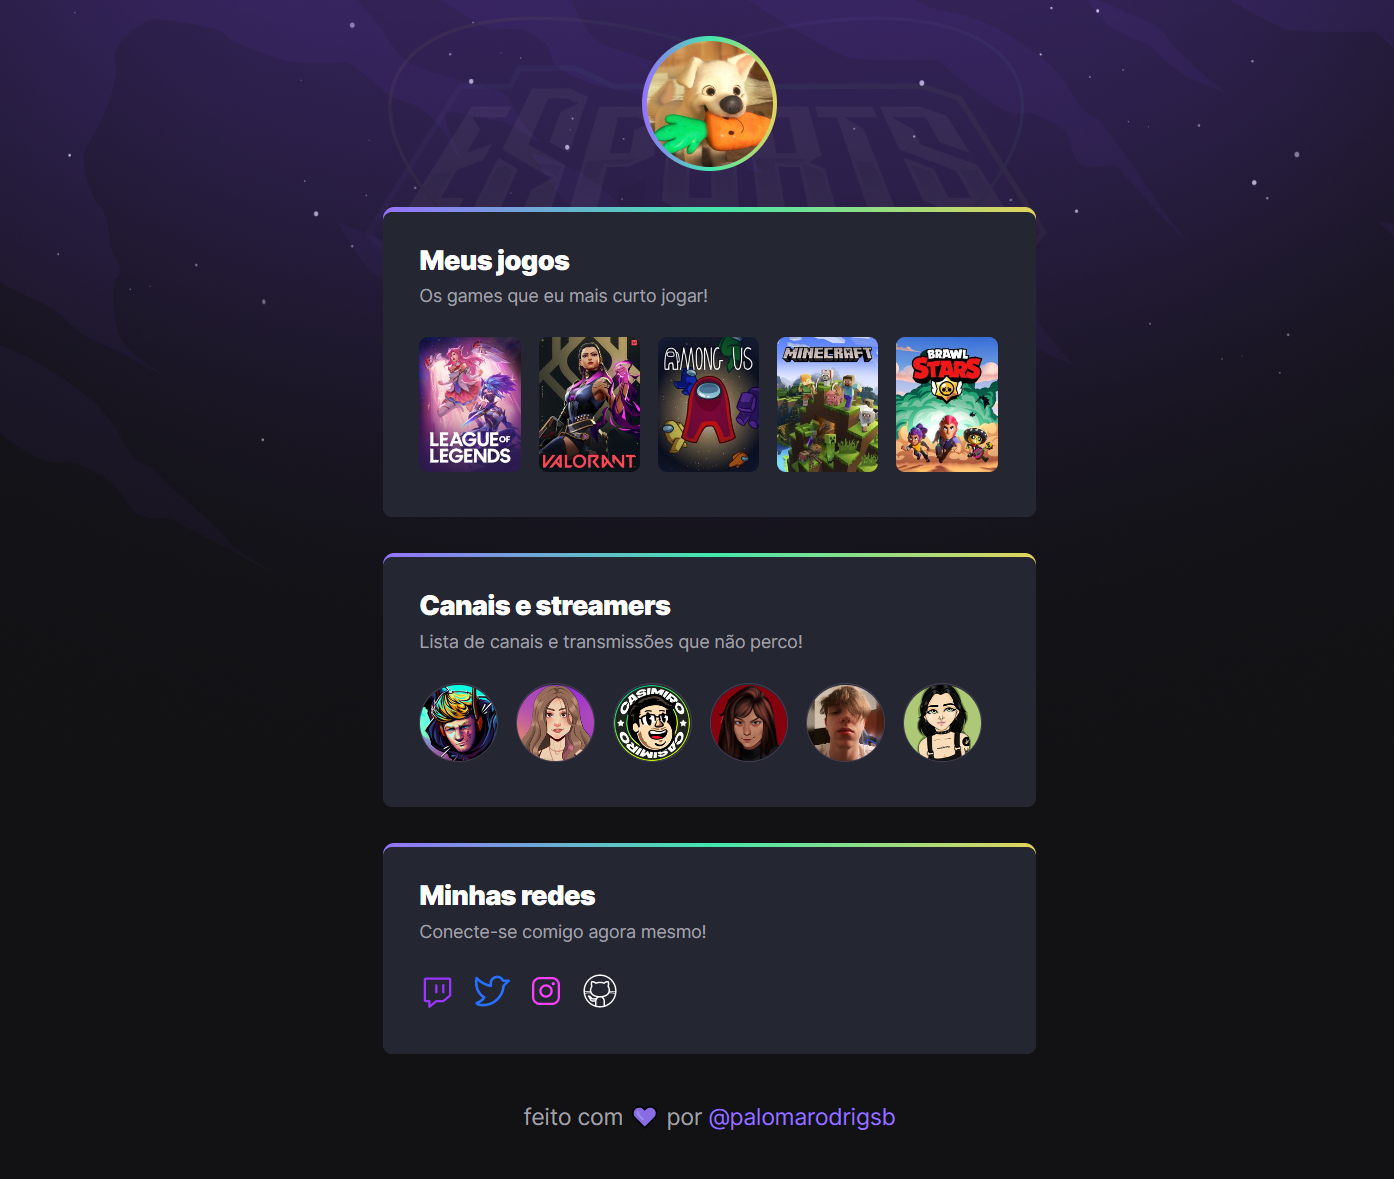 ESPORTS
Meus jogos
Os games que eu mais curto jogar!
LEAGUE OF
LEGENDS
VALORANT
AMONG US
MINECRAFT
BRAWL
STARS
Canais e streamers
Lista de canais e transmissões que não perco!
CASIMIRO
CASIMIRO
Minhas redes
Conecte-se comigo agora mesmo!
feito com 💜 por @palomarodrigsb